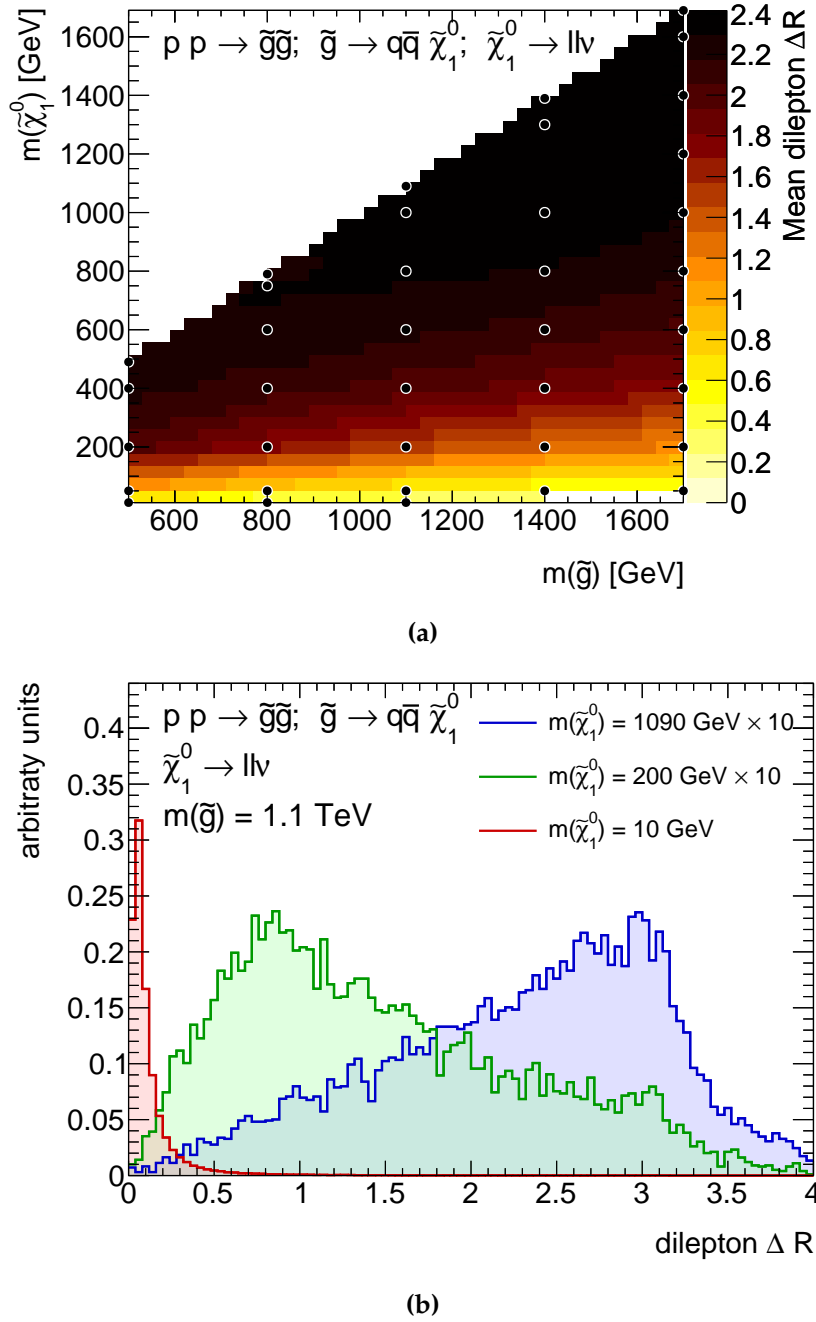 p p → g̃g̃; g̃ → qq̄ χ̃₁⁰; χ̃₁⁰ → llν
m(χ̃₁⁰) [GeV]
1600
1400
1200
1000
800
600
400
200
600 800 1000 1200 1400 1600
m(g̃) [GeV]
2.4
2.2
2
1.8
1.6
1.4
1.2
1
0.8
0.6
0.4
0.2
0
Mean dilepton ΔR
(a)
arbitraty units
0.4
0.35
0.3
0.25
0.2
0.15
0.1
0.05
0
p p → g̃g̃; g̃ → qq̄ χ̃₁⁰
χ̃₁⁰ → llν
m(g̃) = 1.1 TeV
m(χ̃₁⁰) = 1090 GeV × 10
m(χ̃₁⁰) = 200 GeV × 10
m(χ̃₁⁰) = 10 GeV
0 0.5 1 1.5 2 2.5 3 3.5 4
dilepton Δ R
(b)